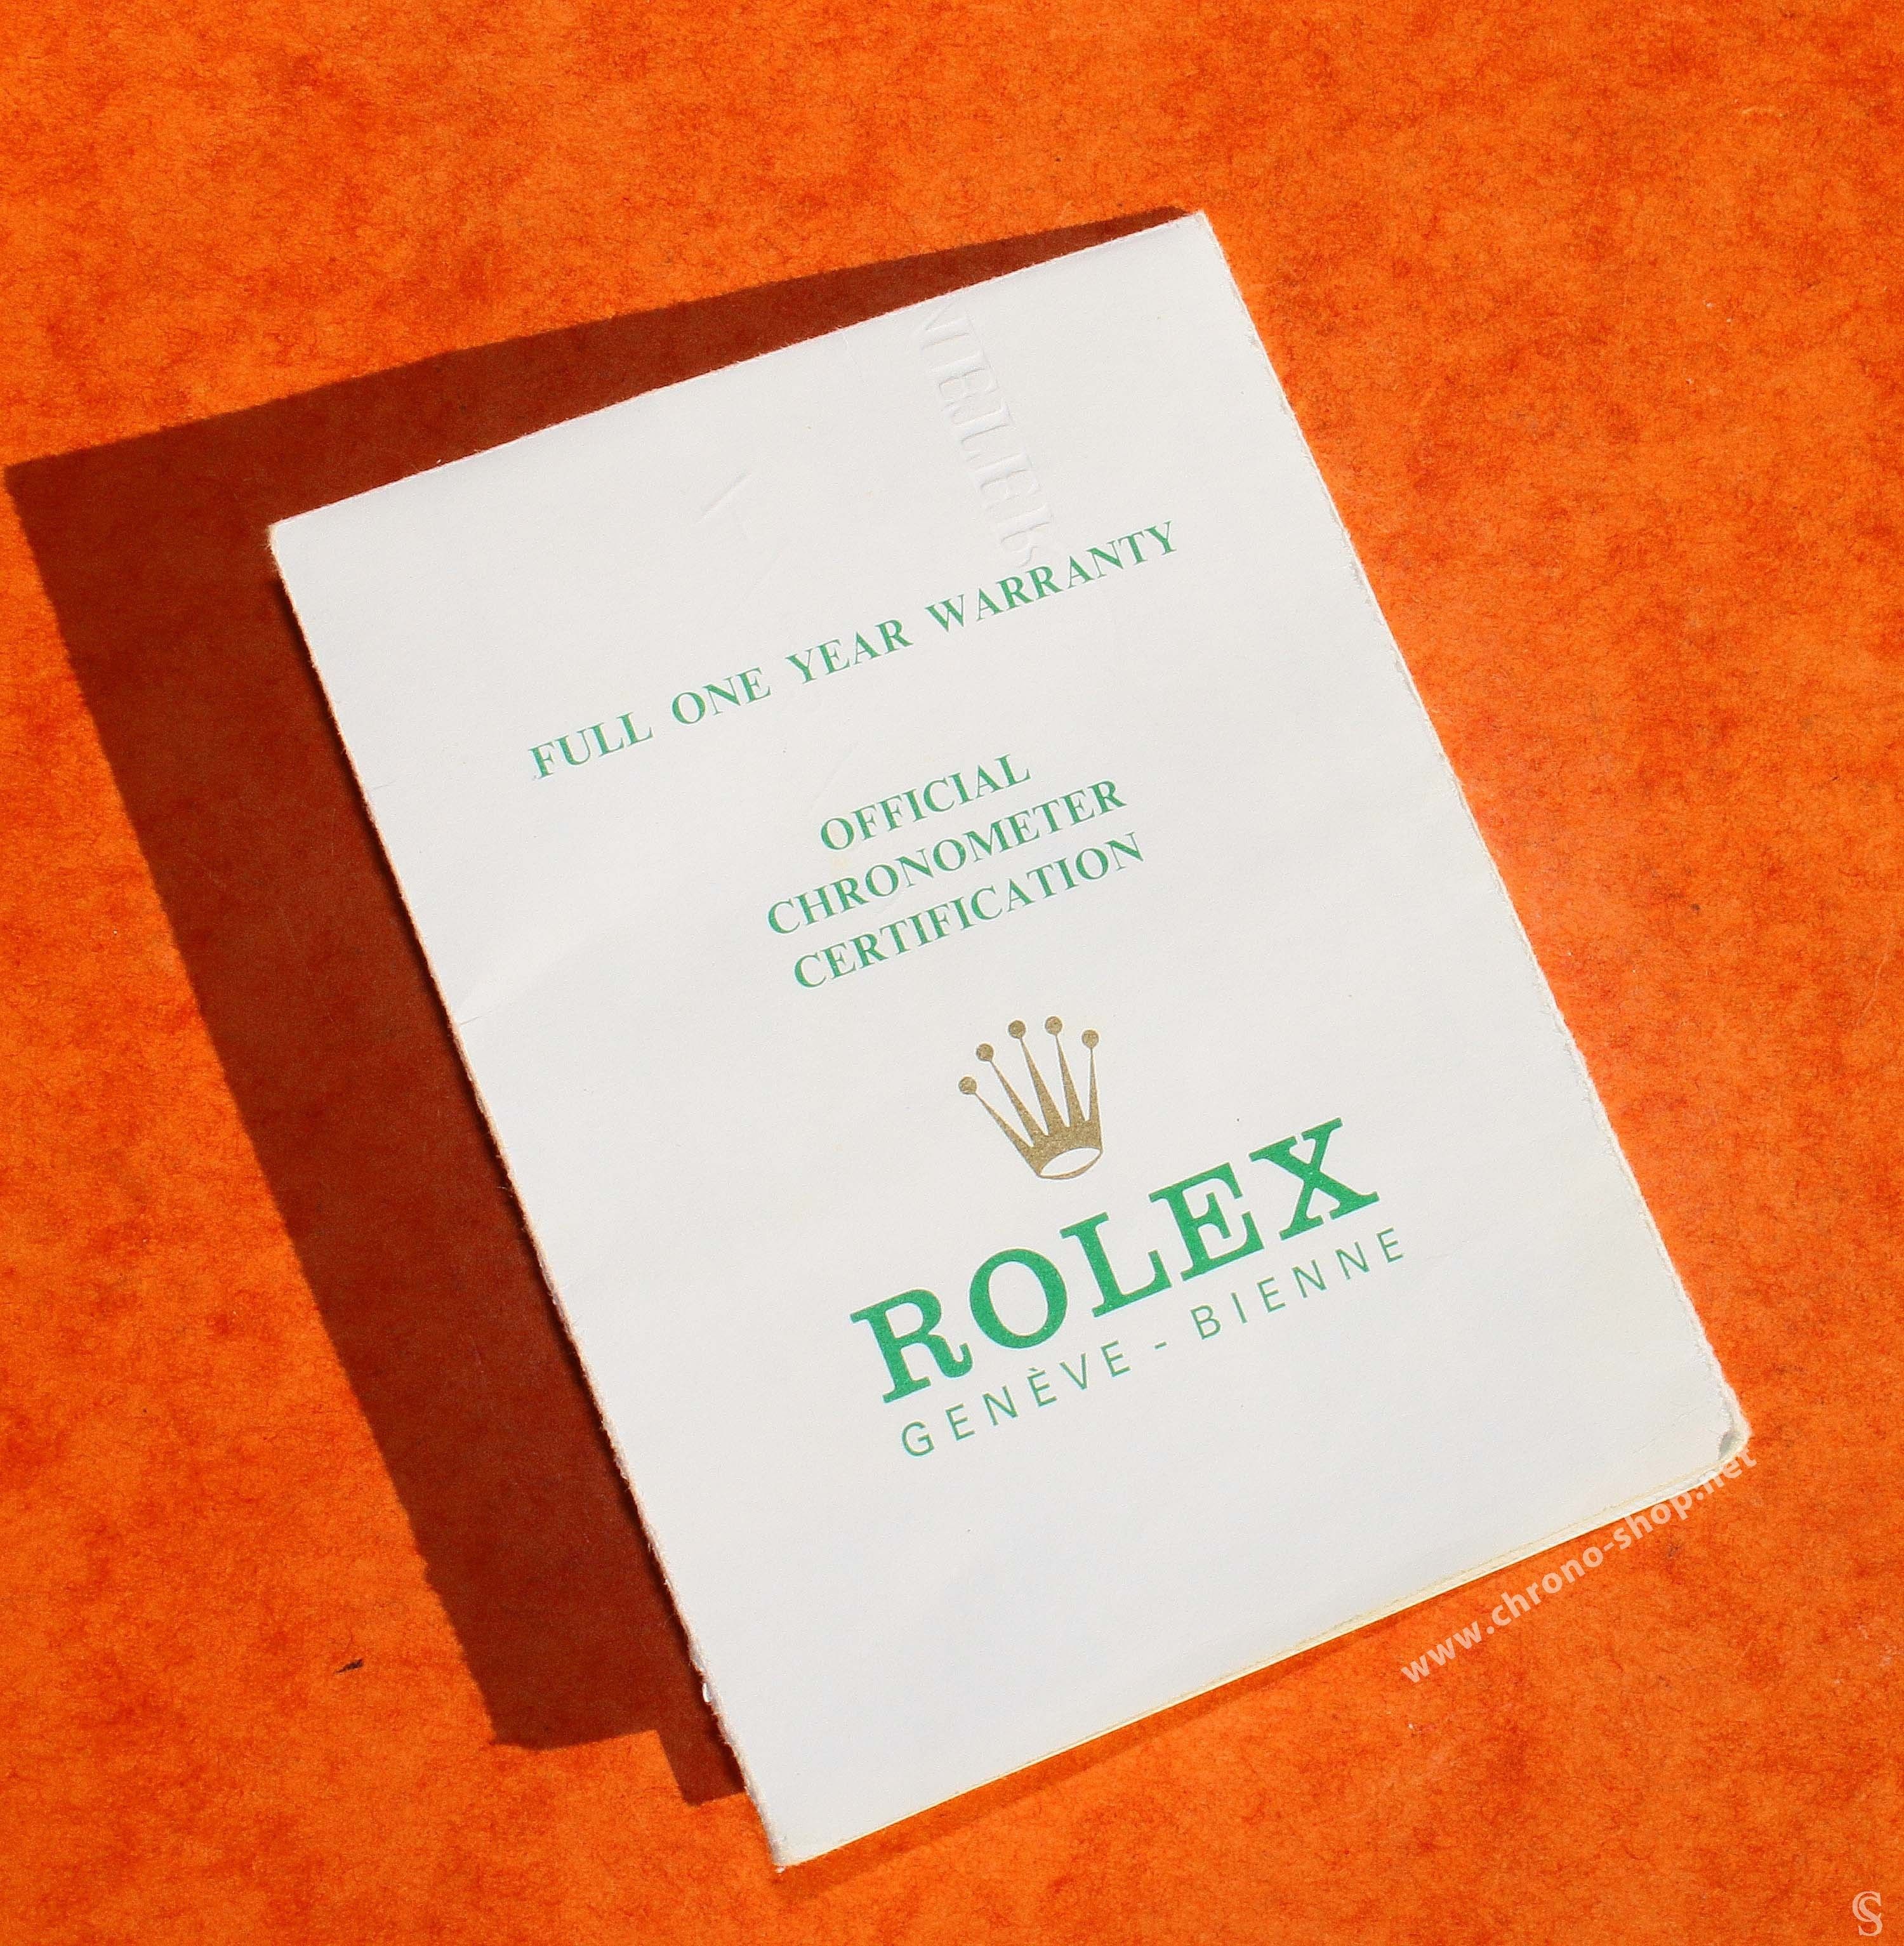 FULL ONE YEAR WARRANTY
OFFICIAL
CHRONOMETER
CERTIFICATION
ROLEX
GENÈVE - BIENNE
www.chrono-shop.net